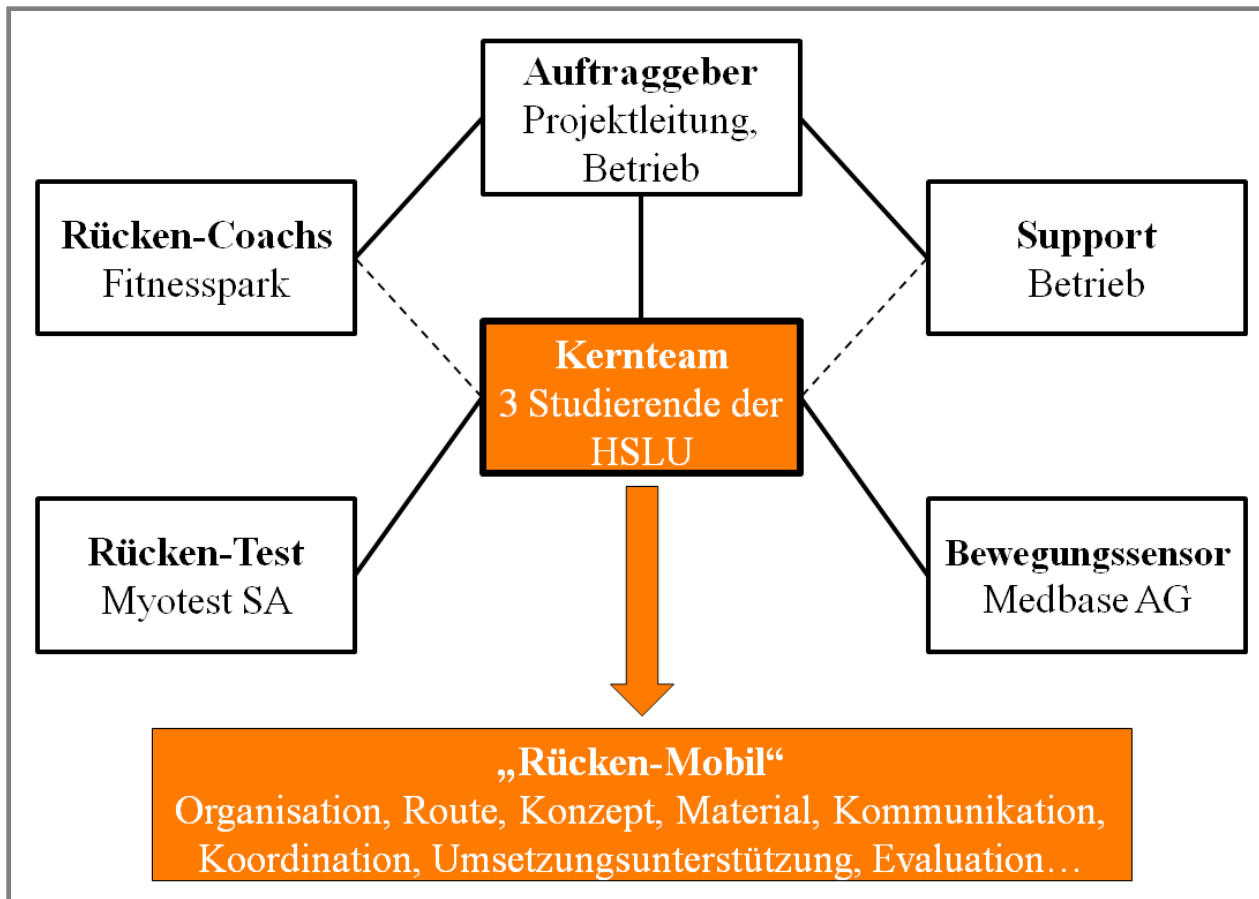 Auftraggeber
Projektleitung,
Betrieb
Rücken-Coachs
Fitnesspark
Support
Betrieb
Kernteam
3 Studierende der
HSLU
Rücken-Test
Myotest SA
Bewegungssensor
Medbase AG
„Rücken-Mobil“
Organisation, Route, Konzept, Material, Kommunikation,
Koordination, Umsetzungsunterstützung, Evaluation…